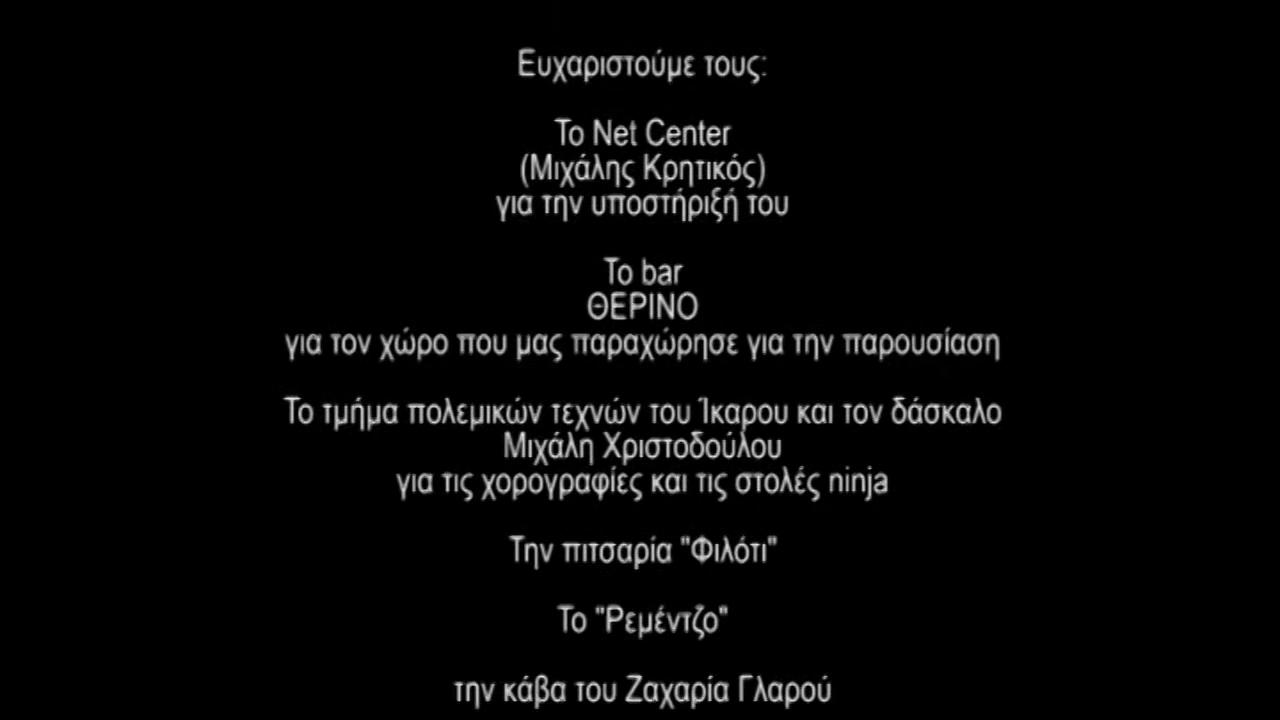 Ευχαριστούμε τους:
Το Net Center
(Μιχάλης Κρητικός)
για την υποστήριξή του
Το bar
ΘΕΡΙΝΟ
για τον χώρο που μας παραχώρησε για την παρουσίαση
Το τμήμα πολεμικών τεχνών του Ίκαρου και τον δάσκαλο
Μιχάλη Χριστοδούλου
για τις χορογραφίες και τις στολές ninja
Την πιτσαρία "Φιλότι"
Το "Ρεμέντζο"
την κάβα του Ζαχαρία Γλαρού